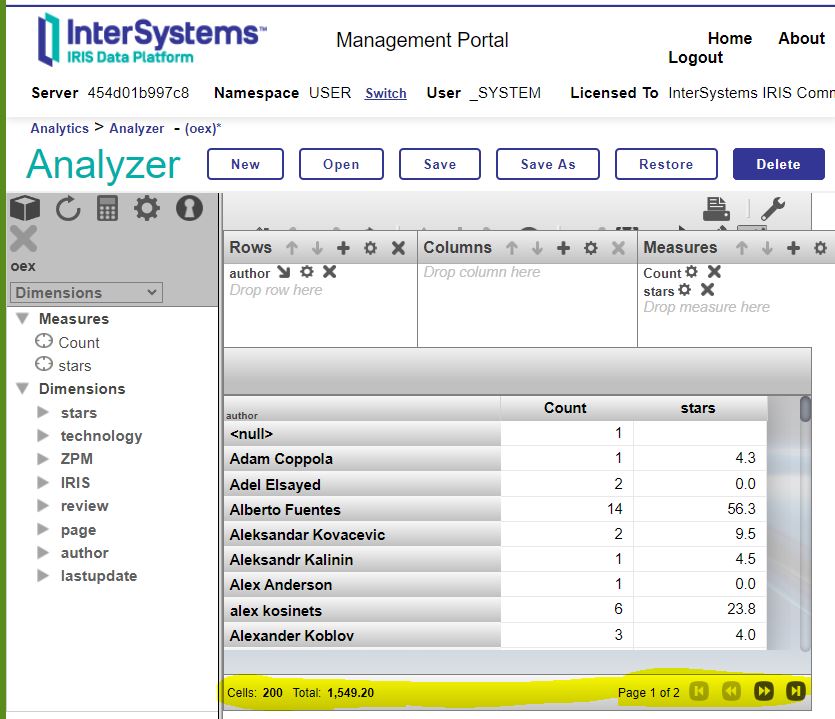 InterSystems™
IRIS Data Platform
Management Portal
Home About
Logout
Server 454d01b997c8 Namespace USER Switch User _SYSTEM Licensed To InterSystems IRIS Comm
Analytics > Analyzer - (oex)*
Analyzer New Open Save Save As Restore Delete
oex
Dimensions
Measures
Count
stars
Dimensions
stars
technology
ZPM
IRIS
review
page
author
lastupdate
Rows Columns Measures
author Drop column here Count
Drop row here stars
Drop measure here
author Count stars
<null> 1
Adam Coppola 1 4.3
Adel Elsayed 2 0.0
Alberto Fuentes 14 56.3
Aleksandar Kovacevic 2 9.5
Aleksandr Kalinin 1 4.5
Alex Anderson 1 0.0
alex kosinets 6 23.8
Alexander Koblov 3 4.0
Cells: 200 Total: 1,549.20 Page 1 of 2